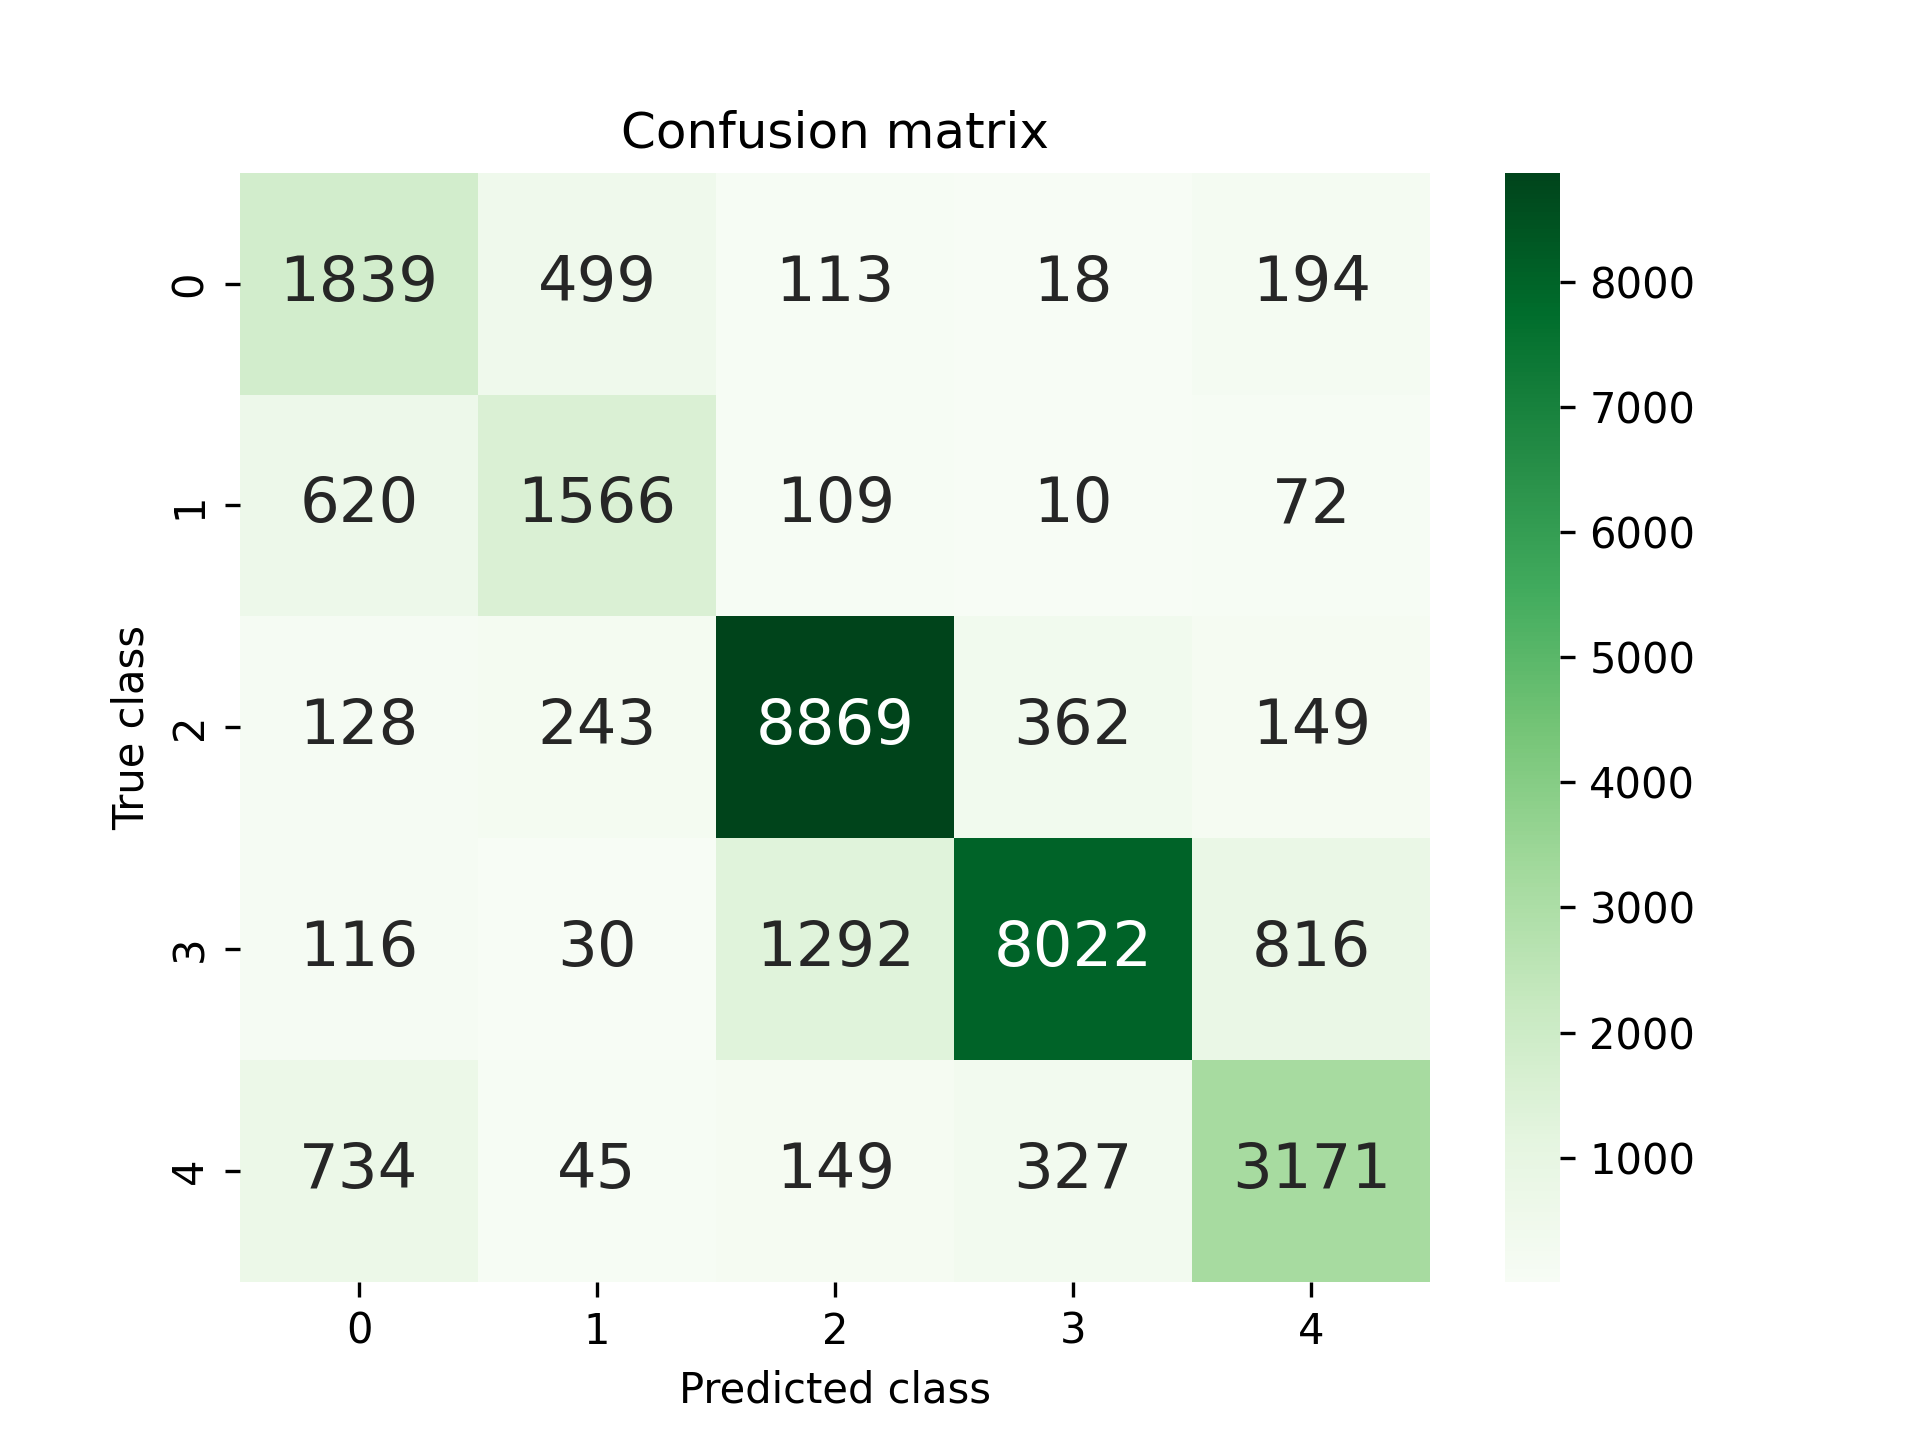 Confusion matrix
0 1839 499 113 18 194
1 620 1566 109 10 72
2 128 243 8869 362 149
3 116 30 1292 8022 816
4 734 45 149 327 3171
0 1 2 3 4
Predicted class
True class
8000
7000
6000
5000
4000
3000
2000
1000